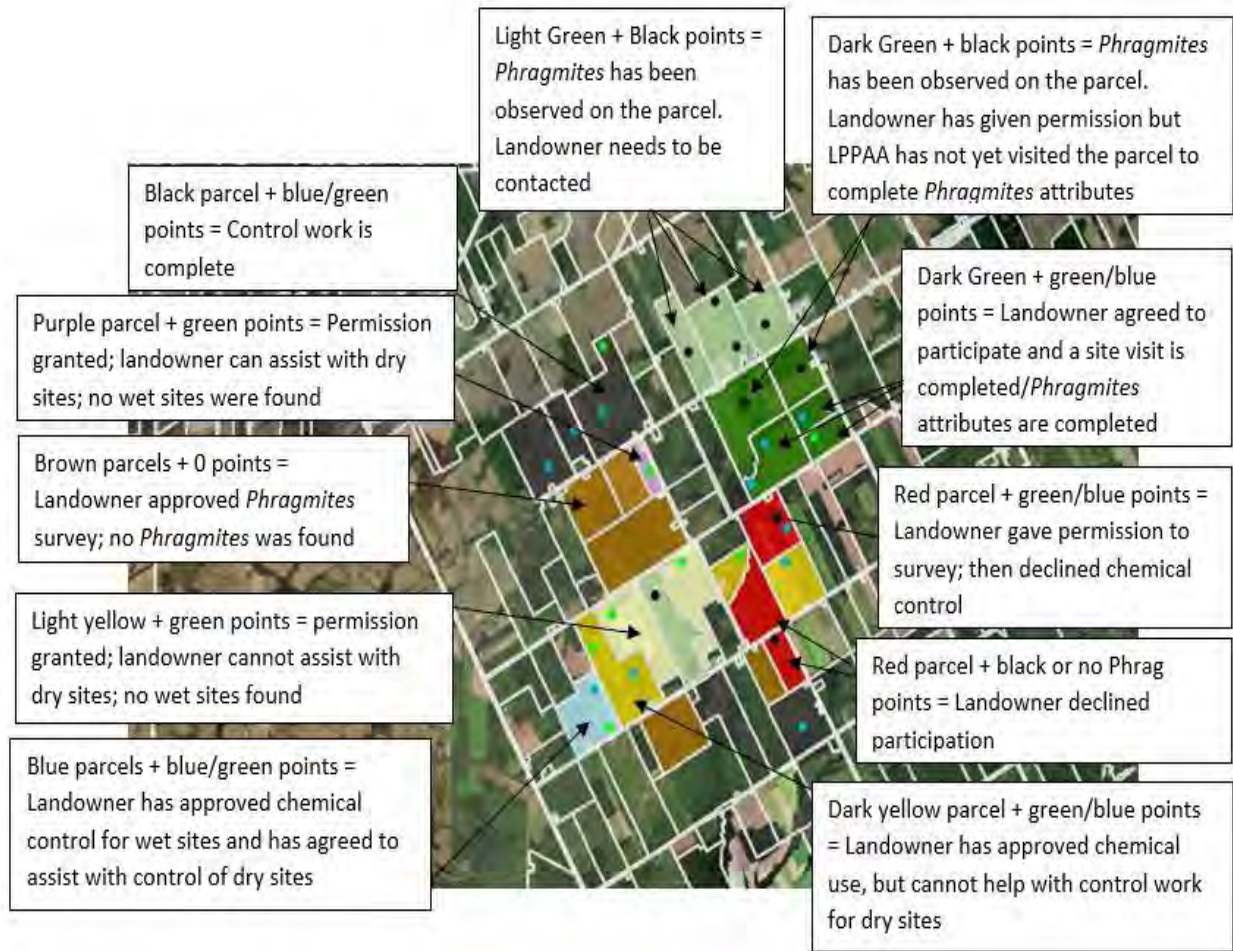 Light Green + Black points =
Phragmites has been
observed on the parcel.
Landowner needs to be
contacted
Dark Green + black points = Phragmites
has been observed on the parcel.
Landowner has given permission but
LPPAA has not yet visited the parcel to
complete Phragmites attributes
Black parcel + blue/green
points = Control work is
complete
Dark Green + green/blue
points = Landowner agreed to
participate and a site visit is
completed/Phragmites
attributes are completed
Purple parcel + green points = Permission
granted; landowner can assist with dry
sites; no wet sites were found
Brown parcels + 0 points =
Landowner approved Phragmites
survey; no Phragmites was found
Red parcel + green/blue points =
Landowner gave permission to
survey; then declined chemical
control
Light yellow + green points = permission
granted; landowner cannot assist with
dry sites; no wet sites found
Red parcel + black or no Phrag
points = Landowner declined
participation
Blue parcels + blue/green points =
Landowner has approved chemical
control for wet sites and has agreed to
assist with control of dry sites
Dark yellow parcel + green/blue points
= Landowner has approved chemical
use, but cannot help with control work
for dry sites